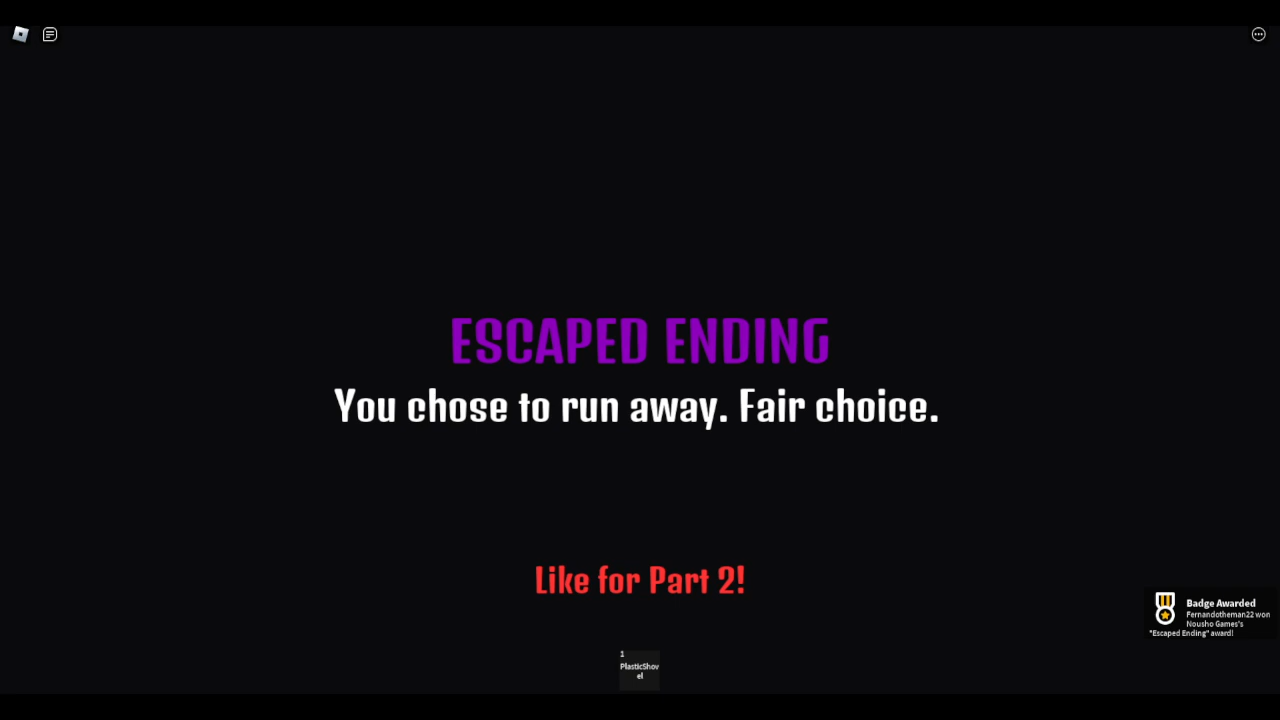 ESCAPED ENDING
You chose to run away. Fair choice.
Like for Part 2!
Badge Awarded
Fernandotheman22 won
Nousho Games's
"Escaped Ending" award!
1
PlasticShov
el